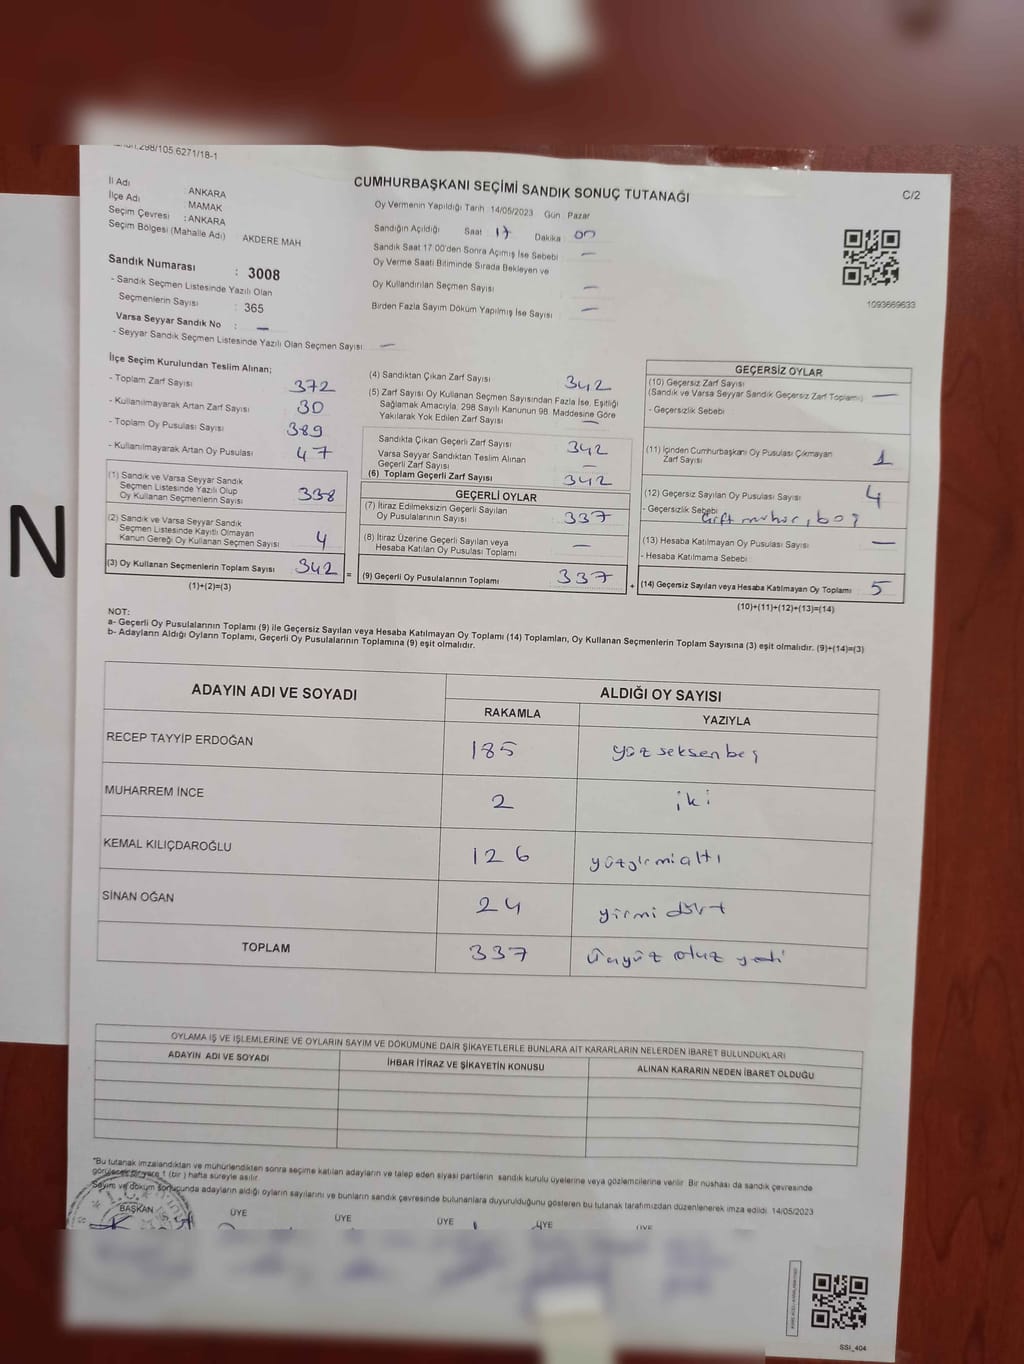 298/105.6271/18-1
İl Adı : ANKARA
İlçe Adı : MAMAK
Seçim Çevresi : ANKARA
Seçim Bölgesi (Mahalle Adı) AKDERE MAH
Sandık Numarası : 3008
- Sandık Seçmen Listesinde Yazılı Olan
Seçmenlerin Sayısı : 365
Varsa Seyyar Sandık No : —
- Seyyar Sandık Seçmen Listesinde Yazılı Olan Seçmen Sayısı —
CUMHURBAŞKANI SEÇİMİ SANDIK SONUÇ TUTANAĞI
C/2
Oy Vermenin Yapıldığı Tarih 14/05/2023 Gün Pazar
Sandığın Açıldığı Saat 17 Dakika 00
Sandık Saat 17 00'den Sonra Açımış İse Sebebi —
Oy Verme Saati Bitiminde Sırada Bekleyen ve
Oy Kullandırılan Seçmen Sayısı —
Birden Fazla Sayım Döküm Yapılmış İse Sayısı —
1093669633
İlçe Seçim Kurulundan Teslim Alınan;
- Toplam Zarf Sayısı 372
- Kullanılmayarak Artan Zarf Sayısı 30
- Toplam Oy Pusulası Sayısı 389
- Kullanılmayarak Artan Oy Pusulası 47
(1) Sandık ve Varsa Seyyar Sandık
Seçmen Listesinde Yazılı Olup
Oy Kullanan Seçmenlerin Sayısı 338
(2) Sandık ve Varsa Seyyar Sandık
Seçmen Listesinde Kayıtlı Olmayan
Kanun Gereği Oy Kullanan Seçmen Sayısı 4
(3) Oy Kullanan Seçmenlerin Toplam Sayısı 342 =
(1)+(2)=(3)
(4) Sandıktan Çıkan Zarf Sayısı 342
(5) Zarf Sayısı Oy Kullanan Seçmen Sayısından Fazla İse, Eşitliği
Sağlamak Amacıyla, 298 Sayılı Kanunun 98. Maddesine Göre
Yakılarak Yok Edilen Zarf Sayısı —
Sandıkta Çıkan Geçerli Zarf Sayısı 342
Varsa Seyyar Sandıktan Teslim Alınan
Geçerli Zarf Sayısı —
(6) Toplam Geçerli Zarf Sayısı 342
GEÇERLİ OYLAR
(7) İtiraz Edilmeksizin Geçerli Sayılan
Oy Pusulalarının Sayısı 337
(8) İtiraz Üzerine Geçerli Sayılan veya
Hesaba Katılan Oy Pusulası Toplamı —
(9) Geçerli Oy Pusulalarının Toplamı 337 +
GEÇERSİZ OYLAR
(10) Geçersiz Zarf Sayısı
(Sandık ve Varsa Seyyar Sandık Geçersiz Zarf Toplamı) —
- Geçersizlik Sebebi
(11) İçinden Cumhurbaşkanı Oy Pusulası Çıkmayan
Zarf Sayısı 1
(12) Geçersiz Sayılan Oy Pusulası Sayısı 4
- Geçersizlik Sebebi Çift mühür, boş
(13) Hesaba Katılmayan Oy Pusulası Sayısı —
- Hesaba Katılmama Sebebi
(14) Geçersiz Sayılan veya Hesaba Katılmayan Oy Toplamı 5
(10)+(11)+(12)+(13)=(14)
N
NOT:
a- Geçerli Oy Pusulalarının Toplamı (9) ile Geçersiz Sayılan veya Hesaba Katılmayan Oy Toplamı (14) Toplamları, Oy Kullanan Seçmenlerin Toplam Sayısına (3) eşit olmalıdır. (9)+(14)=(3)
b- Adayların Aldığı Oyların Toplamı, Geçerli Oy Pusulalarının Toplamına (9) eşit olmalıdır.
ADAYIN ADI VE SOYADI ALDIĞI OY SAYISI
RAKAMLA YAZIYLA
RECEP TAYYİP ERDOĞAN 185 yüz seksen beş
MUHARREM İNCE 2 iki
KEMAL KILIÇDAROĞLU 126 yüzyirmialtı
SİNAN OĞAN 24 yirmi dört
TOPLAM 337 üçyüz otuz yedi
OYLAMA İŞ VE İŞLEMLERİNE VE OYLARIN SAYIM VE DÖKÜMÜNE DAİR ŞİKAYETLERLE BUNLARA AİT KARARLARIN NELERDEN İBARET BULUNDUKLARI
ADAYIN ADI VE SOYADI İHBAR İTİRAZ VE ŞİKAYETİN KONUSU ALINAN KARARIN NEDEN İBARET OLDUĞU
"Bu tutanak imzalandıktan ve mühürlendikten sonra seçime katılan adayların ve talep eden siyasi partilerin sandık kurulu üyelerine veya gözlemcilerine verilir. Bir nushası da sandık çevresinde
görülecek bir yere 1 (bir ) hafta süreyle asılır.
Sayım ve döküm sonucunda adayların aldığı oyların sayılarını ve bunların sandık çevresinde bulunanlara duyurulduğunu gösteren bu tutanak tarafımızdan düzenlenerek imza edildi. 14/05/2023
BAŞKAN ÜYE ÜYE ÜYE ÜYE ÜYE
SSI_404